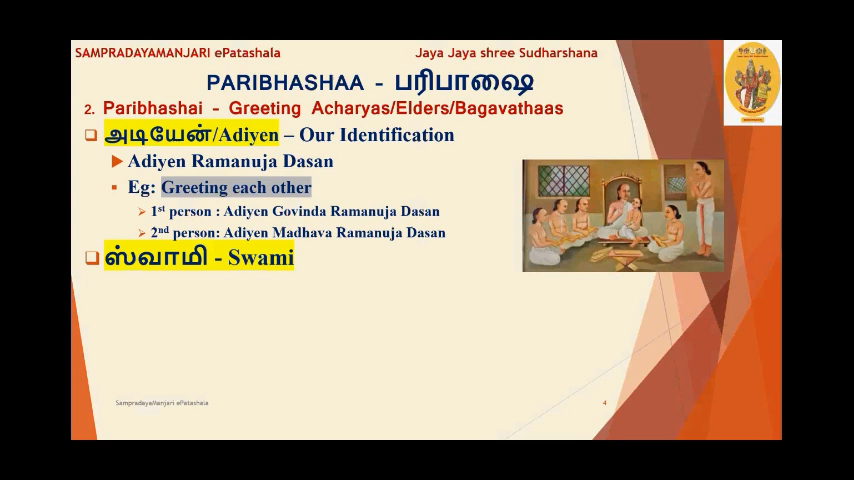 SAMPRADAYAMANJARI ePatashala Jaya Jaya shree Sudharshana
PARIBHASHAA - பரிபாஷை
2. Paribhashai - Greeting Acharyas/Elders/Bagavathaas
அடியேன்/Adiyen – Our Identification
Adiyen Ramanuja Dasan
Eg: Greeting each other
1st person : Adiyen Govinda Ramanuja Dasan
2nd person: Adiyen Madhava Ramanuja Dasan
ஸ்வாமி - Swami
SampradayaManjari ePatashala 4